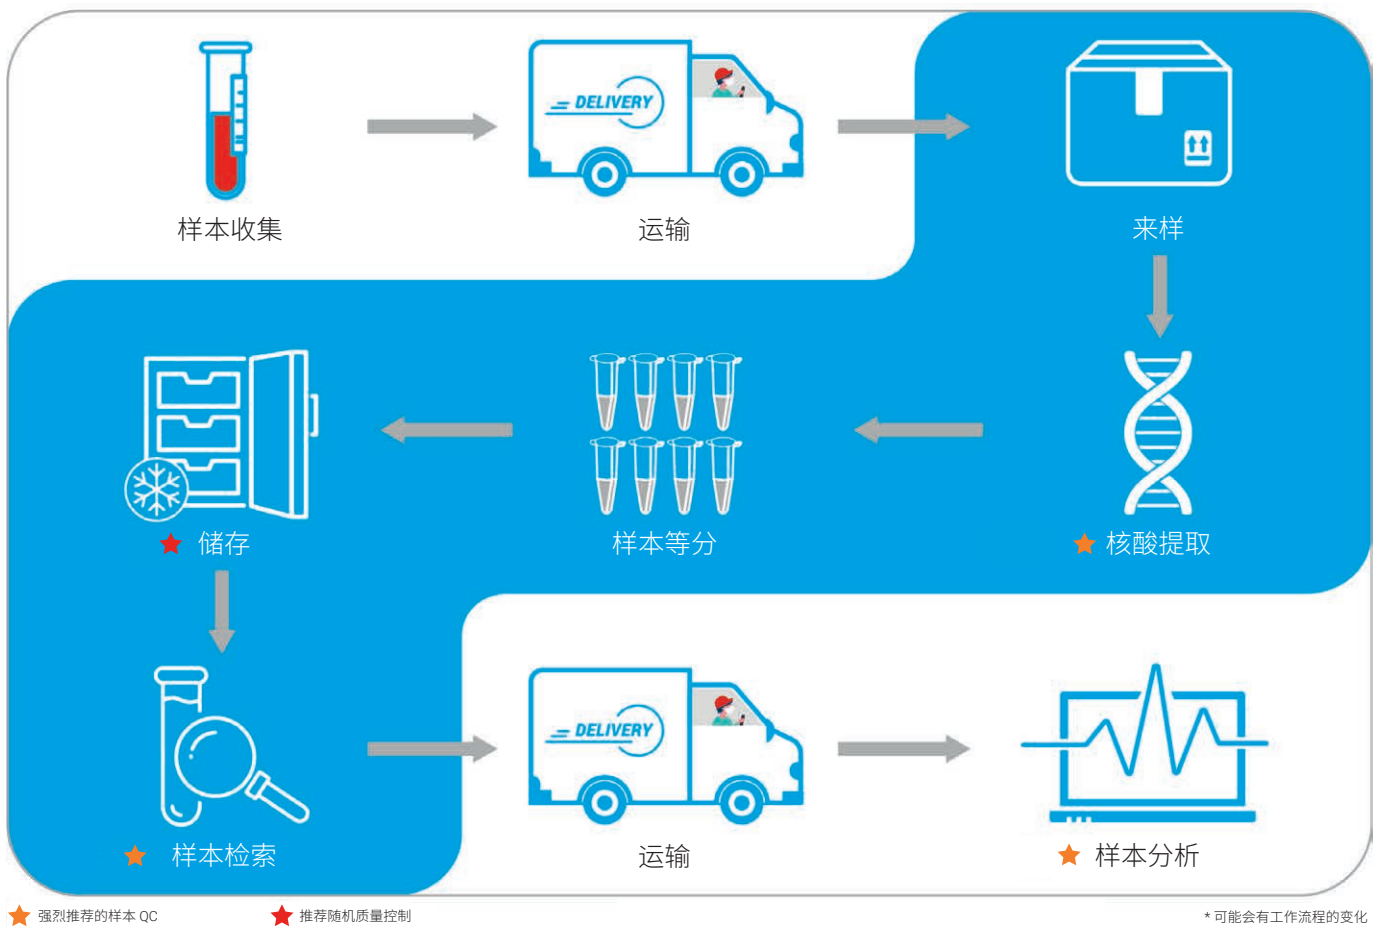 DELIVERY
样本收集
运输
来样
储存
样本等分
核酸提取
DELIVERY
样本检索
运输
样本分析
强烈推荐的样本 QC
推荐随机质量控制
* 可能会有工作流程的变化